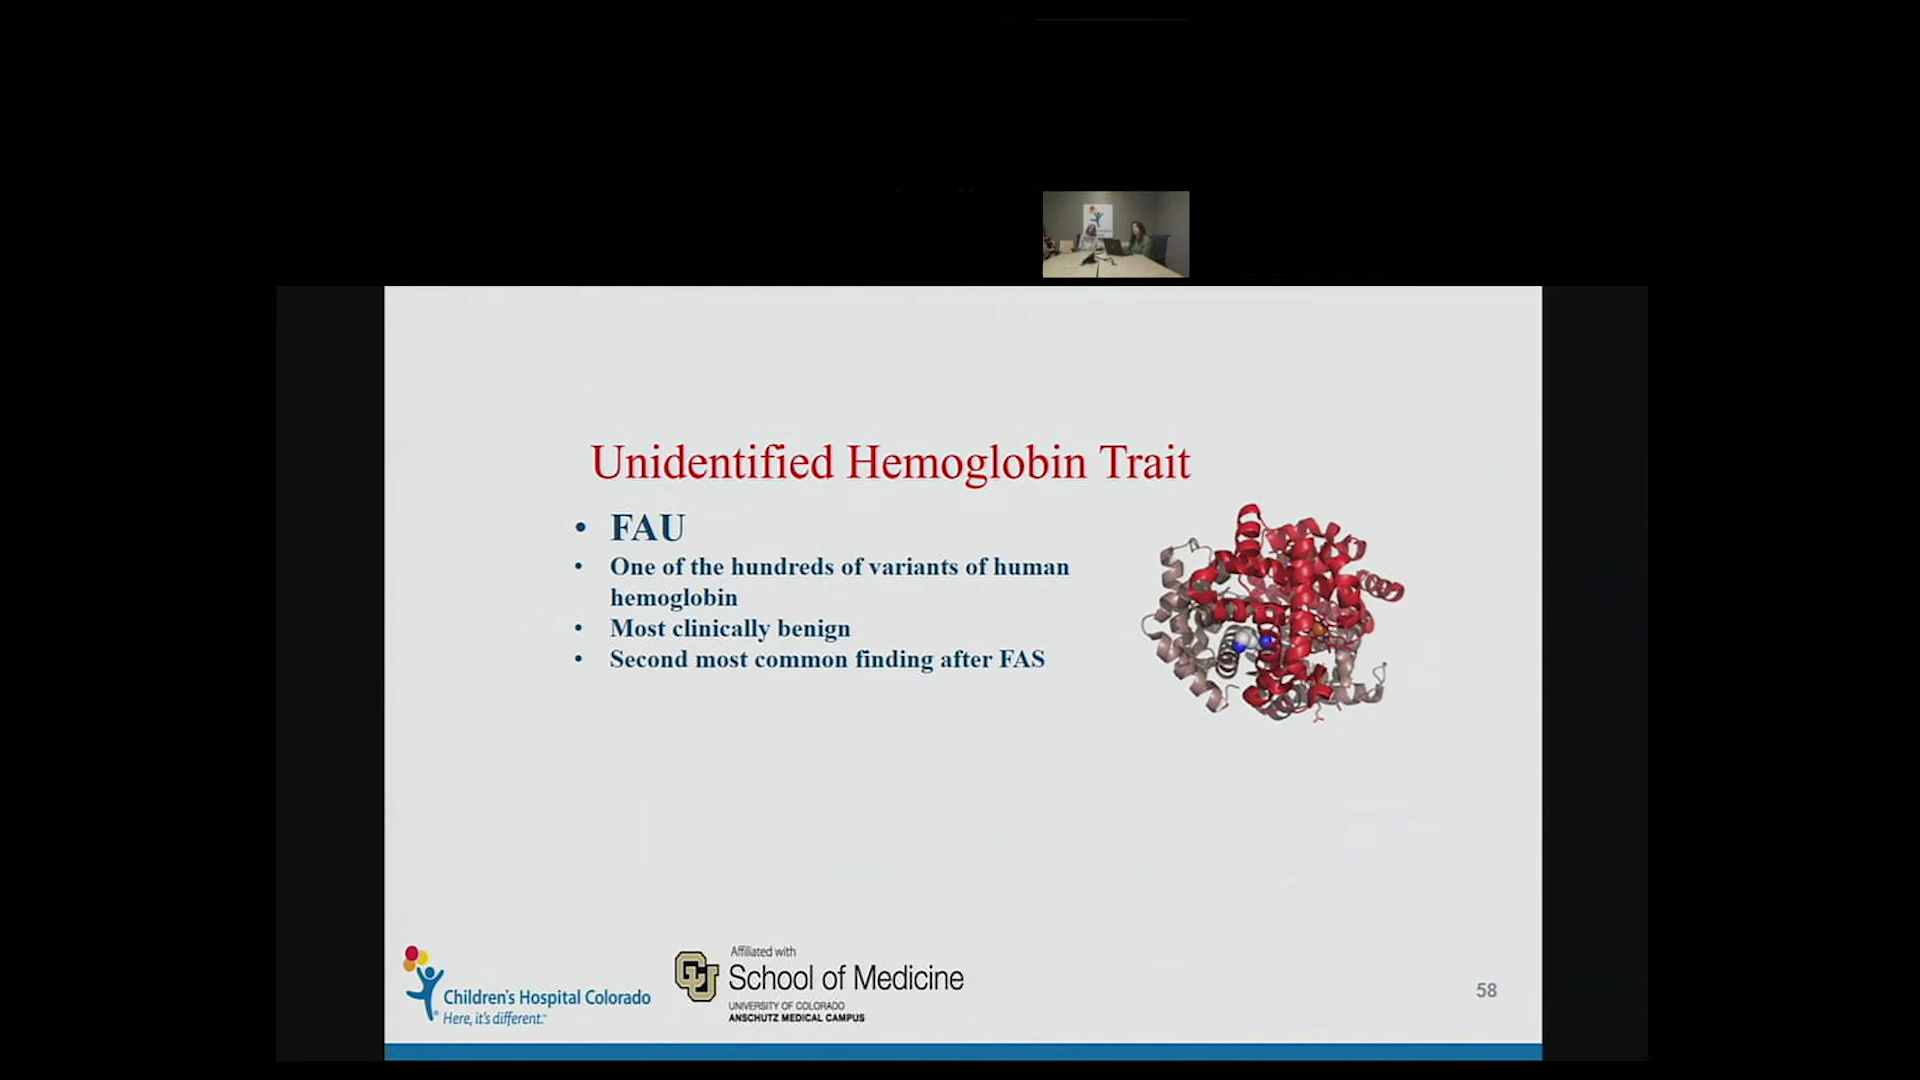 Unidentified Hemoglobin Trait
• FAU
• One of the hundreds of variants of human
hemoglobin
• Most clinically benign
• Second most common finding after FAS
Children's Hospital Colorado
Here, it's different.™
Affiliated with
CU
School of Medicine
UNIVERSITY OF COLORADO
ANSCHUTZ MEDICAL CAMPUS
58